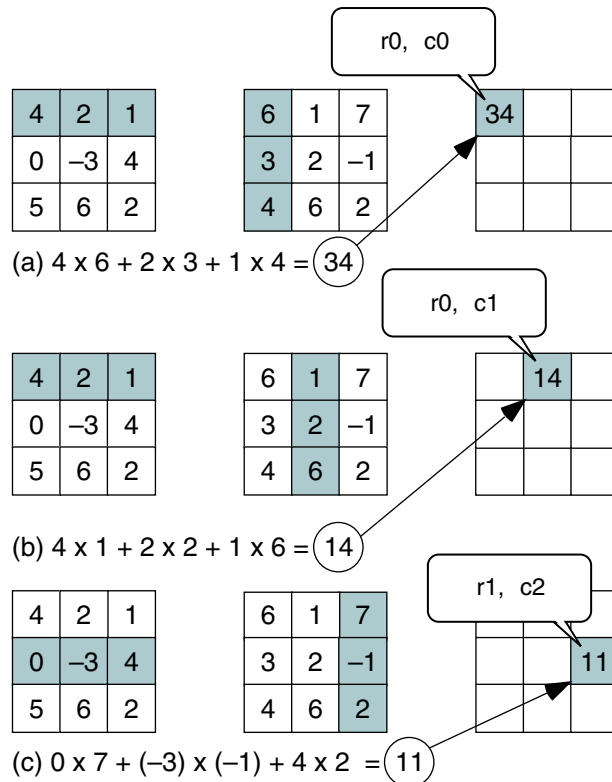 r0, c0
4 2 1 6 1 7 34
0 –3 4 3 2 –1
5 6 2 4 6 2
(a) 4 x 6 + 2 x 3 + 1 x 4 = 34
r0, c1
4 2 1 6 1 7 14
0 –3 4 3 2 –1
5 6 2 4 6 2
(b) 4 x 1 + 2 x 2 + 1 x 6 = 14
r1, c2
4 2 1 6 1 7
0 –3 4 3 2 –1 11
5 6 2 4 6 2
(c) 0 x 7 + (–3) x (–1) + 4 x 2 = 11